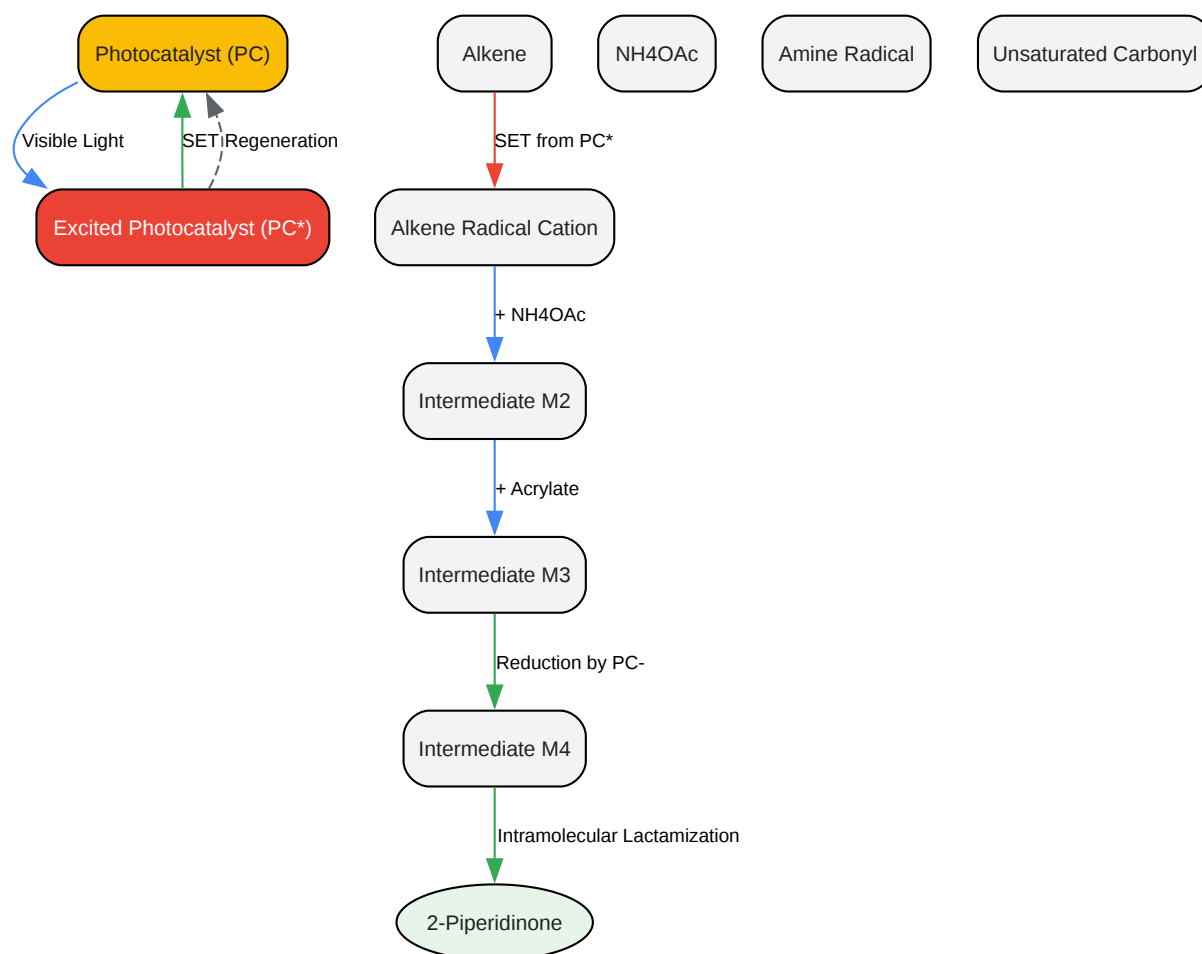 Photocatalyst (PC)
Alkene
NH4OAc
Amine Radical
Unsaturated Carbonyl
Visible Light
SET
Regeneration
SET from PC*
Excited Photocatalyst (PC*)
Alkene Radical Cation
+ NH4OAc
Intermediate M2
+ Acrylate
Intermediate M3
Reduction by PC-
Intermediate M4
Intramolecular Lactamization
2-Piperidinone